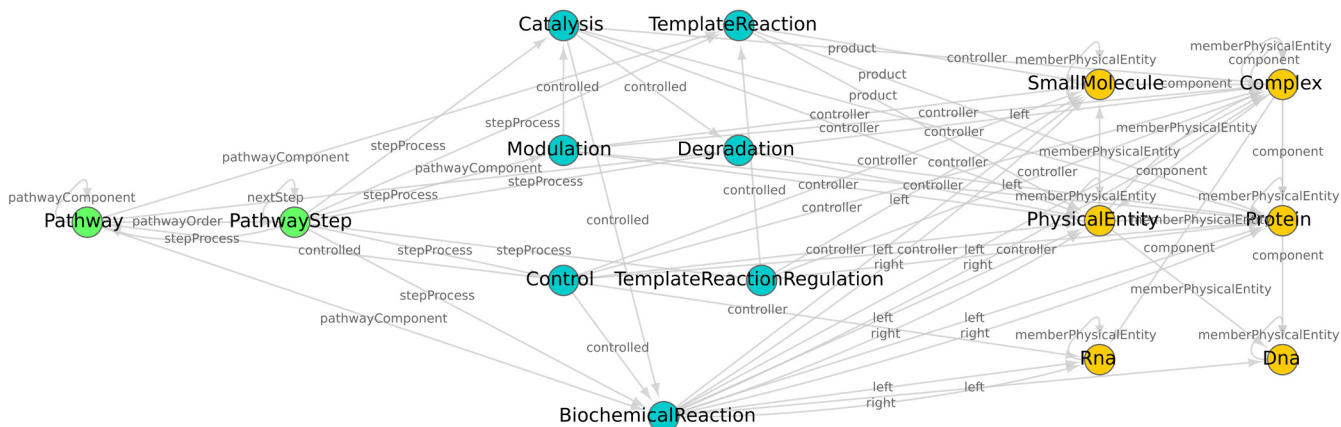 Catalysis
TemplateReaction
memberPhysicalEntity
product
controller
memberPhysicalEntity
component
product
SmallMolecule
component
Complex
controlled
controlled
product
controller
controller
left
stepProcess
controller
controller
memberPhysicalEntity
stepProcess
Modulation
Degradation
memberPhysicalEntity
component
pathwayComponent
pathwayComponent
controller
controller
controller
component
stepProcess
stepProcess
controller
controller
left
pathwayComponent
nextStep
controlled
controller
left
memberPhysicalEntity
memberPhysicalEntity
Pathway
pathwayOrder
PathwayStep
controlled
PhysicalEntity
memberPhysicalEntity
Protein
stepProcess
controlled
stepProcess
stepProcess
controller
left
controller
left
controller
component
component
right
right
Control
TemplateReactionRegulation
memberPhysicalEntity
stepProcess
controller
pathwayComponent
left
left
right
right
memberPhysicalEntity
memberPhysicalEntity
controlled
Rna
Dna
left
left
right
BiochemicalReaction